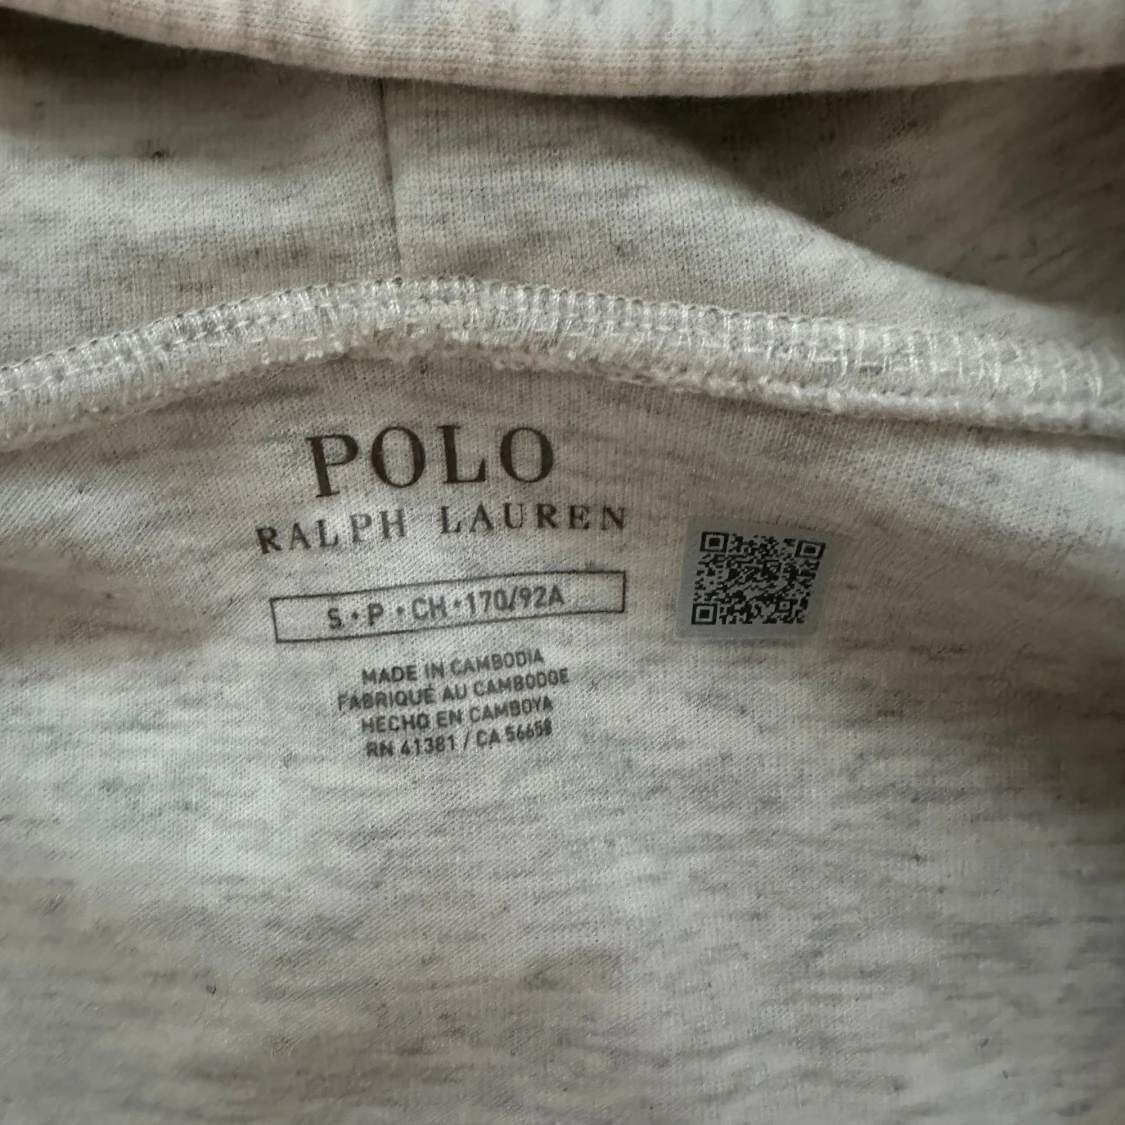 POLO
RALPH LAUREN
S • P • CH • 170/92A
MADE IN CAMBODIA
FABRIQUÉ AU CAMBODGE
HECHO EN CAMBOYA
RN 41381 / CA 56658